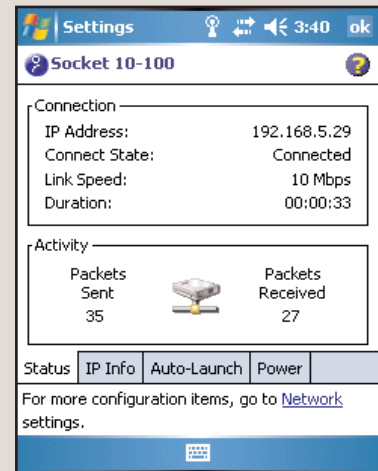 Settings 3:40 ok
Socket 10-100
Connection
IP Address: 192.168.5.29
Connect State: Connected
Link Speed: 10 Mbps
Duration: 00:00:33
Activity
Packets Sent 35
Packets Received 27
Status IP Info Auto-Launch Power
For more configuration items, go to Network
settings.